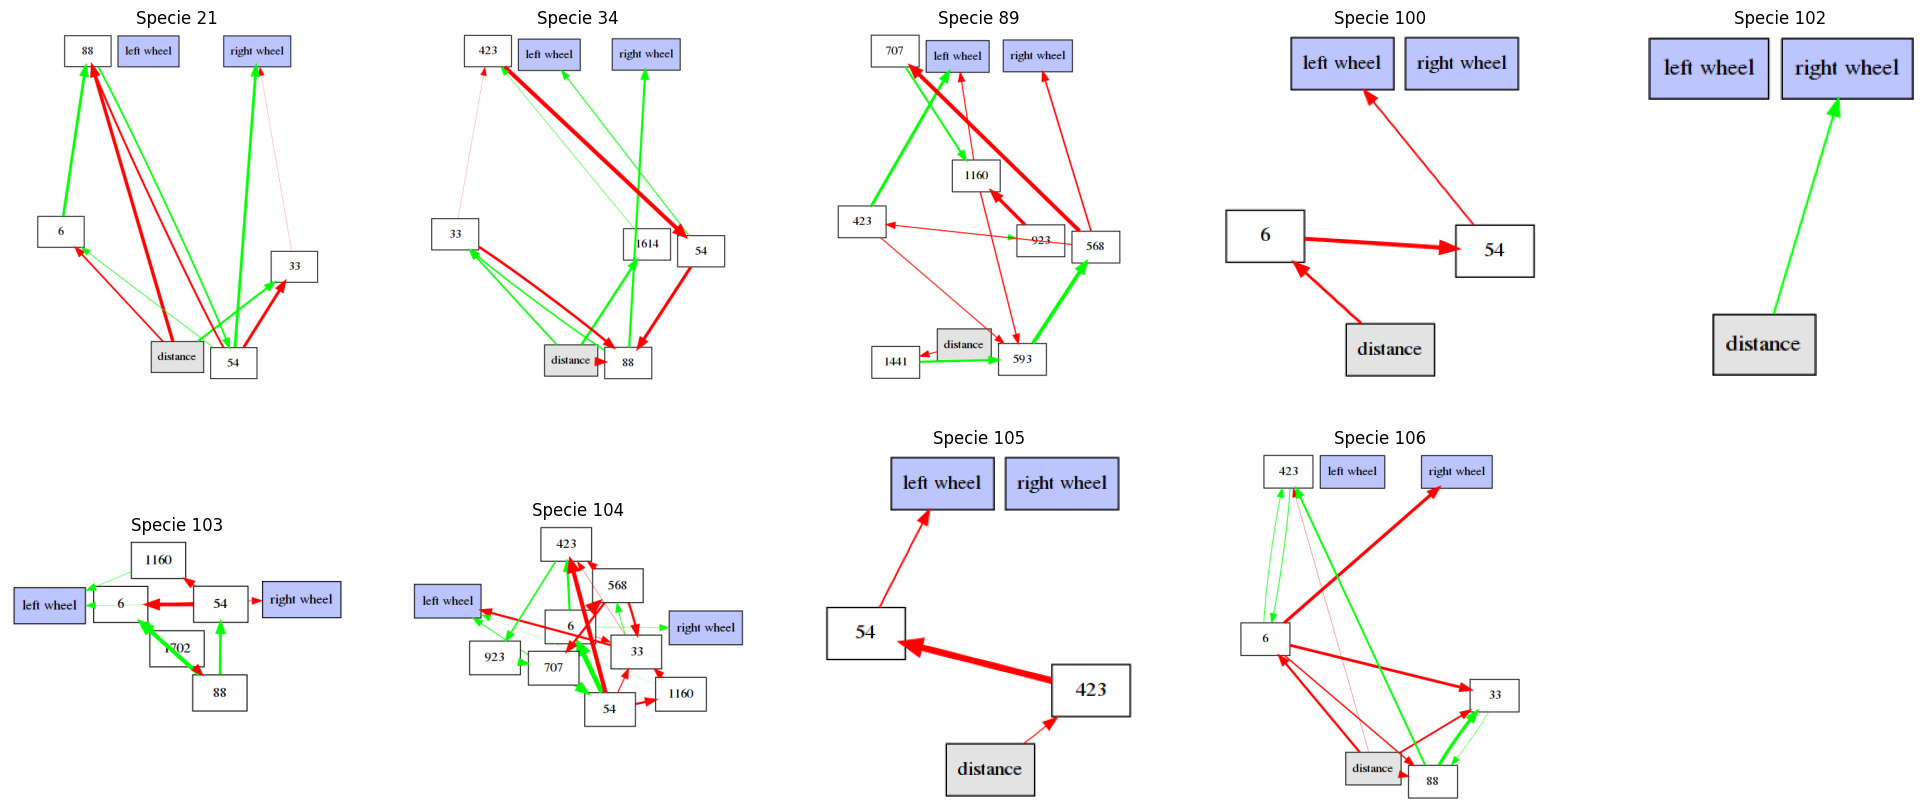 Specie 21
88
left wheel
right wheel
6
33
distance
54
Specie 34
423
left wheel
right wheel
33
1614
54
distance
88
Specie 89
707
left wheel
right wheel
1160
423
923
568
distance
1441
593
Specie 100
left wheel
right wheel
6
54
distance
Specie 102
left wheel
right wheel
distance
Specie 103
1160
left wheel
6
54
right wheel
1702
88
Specie 104
423
568
left wheel
6
right wheel
923
707
33
54
1160
Specie 105
left wheel
right wheel
54
423
distance
Specie 106
423
left wheel
right wheel
6
33
distance
88